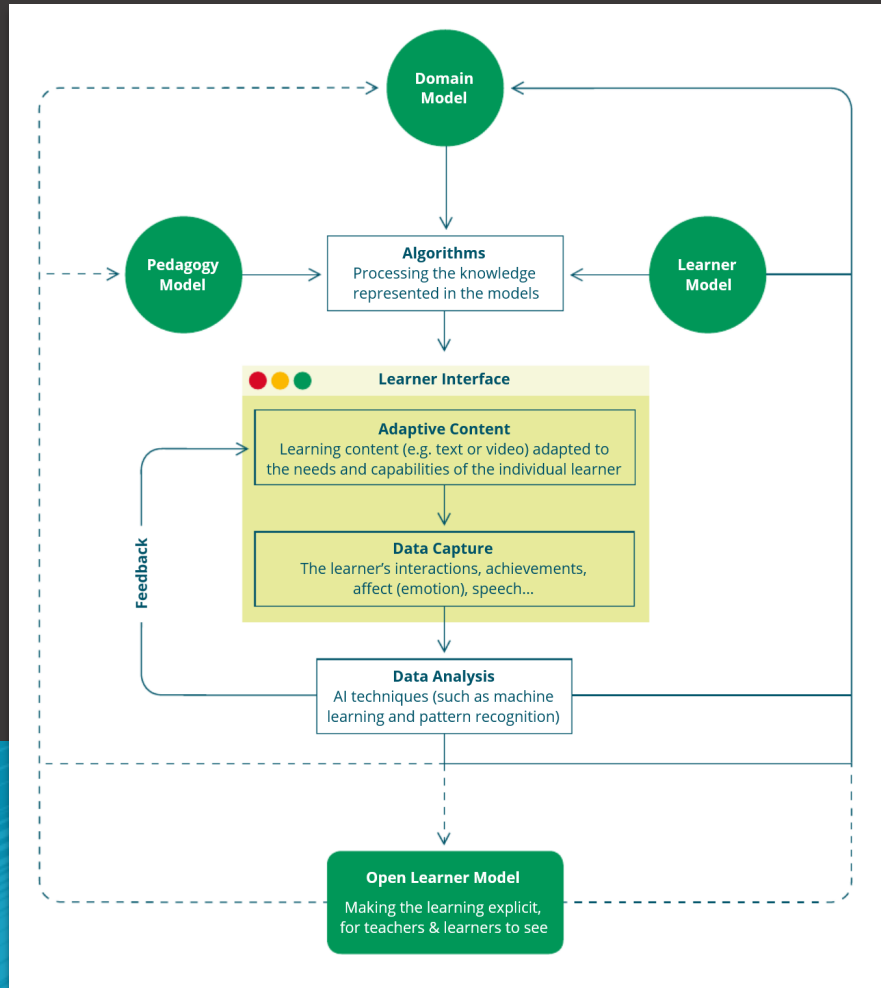 Domain
Model
Pedagogy
Model
Algorithms
Processing the knowledge
represented in the models
Learner
Model
Learner Interface
Adaptive Content
Learning content (e.g. text or video) adapted to
the needs and capabilities of the individual learner
Feedback
Data Capture
The learner’s interactions, achievements,
affect (emotion), speech...
Data Analysis
AI techniques (such as machine
learning and pattern recognition)
Open Learner Model
Making the learning explicit,
for teachers & learners to see